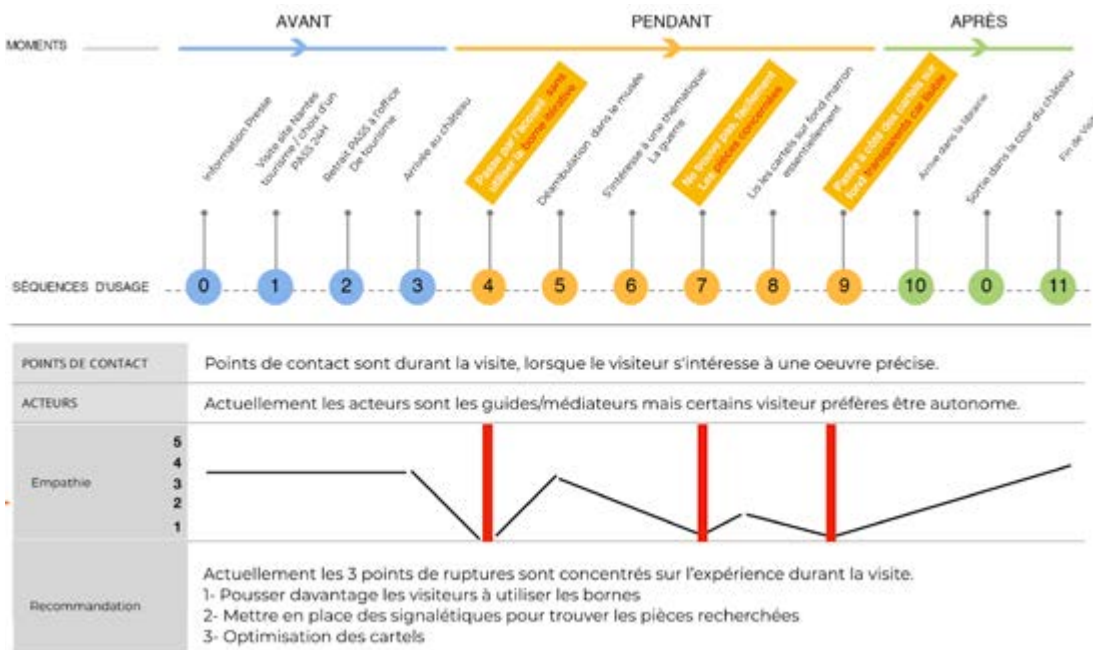 AVANT
PENDANT
APRÈS
MOMENTS
Information Presse
Visite site Nantes
tourisme / choix d'un
PASS 24H
Retrait PASS à l'office
De tourisme
Arrivée au château
Passe par l'accueil sans
utiliser la borne itérative
Déambulation dans le musée
S'intéresse à une thématique:
La guerre
Ne trouve pas facilement
Les pièces concernées
Lis les cartels sur fond marron
essentiellement
Passe à côté des cartels sur
fond transparents car illisible
Arrive dans la librairie
Sortie dans la cour du château
Fin de Visi
SÉQUENCES D'USAGE
0 1 2 3 4 5 6 7 8 9 10 0 11
POINTS DE CONTACT
Points de contact sont durant la visite, lorsque le visiteur s'intéresse à une oeuvre précise.
ACTEURS
Actuellement les acteurs sont les guides/médiateurs mais certains visiteur préfères être autonome.
Empathie
5
4
3
2
1
Recommandation
Actuellement les 3 points de ruptures sont concentrés sur l'expérience durant la visite.
1- Pousser davantage les visiteurs à utiliser les bornes
2- Mettre en place des signalétiques pour trouver les pièces recherchées
3- Optimisation des cartels